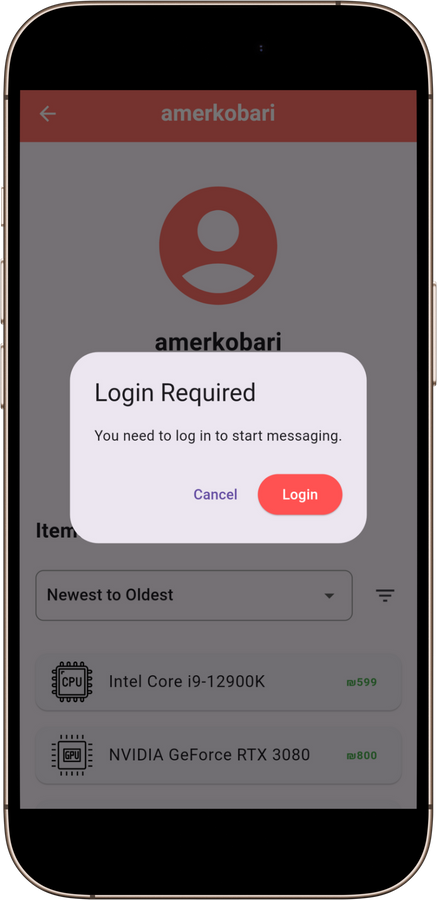 amerkobari
amerkobari
Login Required
You need to log in to start messaging.
Cancel
Login
Item
Newest to Oldest
CPU
Intel Core i9-12900K
₪599
GPU
NVIDIA GeForce RTX 3080
₪800